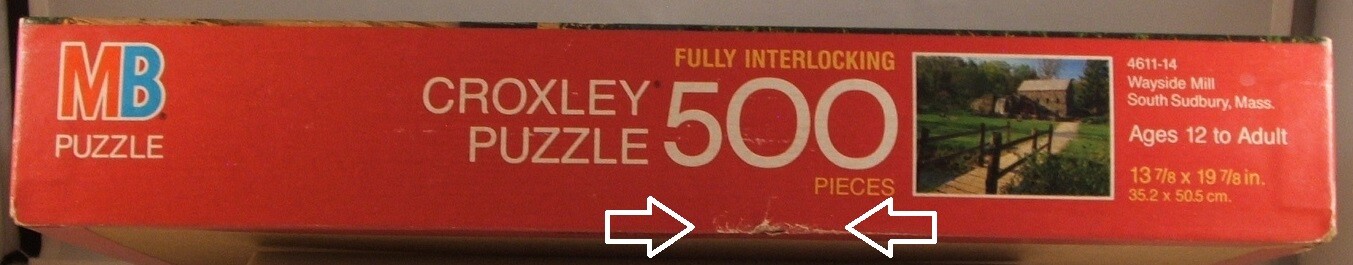 MB
PUZZLE
CROXLEY®
PUZZLE
FULLY INTERLOCKING
500
PIECES
4611-14
Wayside Mill
South Sudbury, Mass.
Ages 12 to Adult
13 7/8 x 19 7/8 in.
35.2 x 50.5 cm.